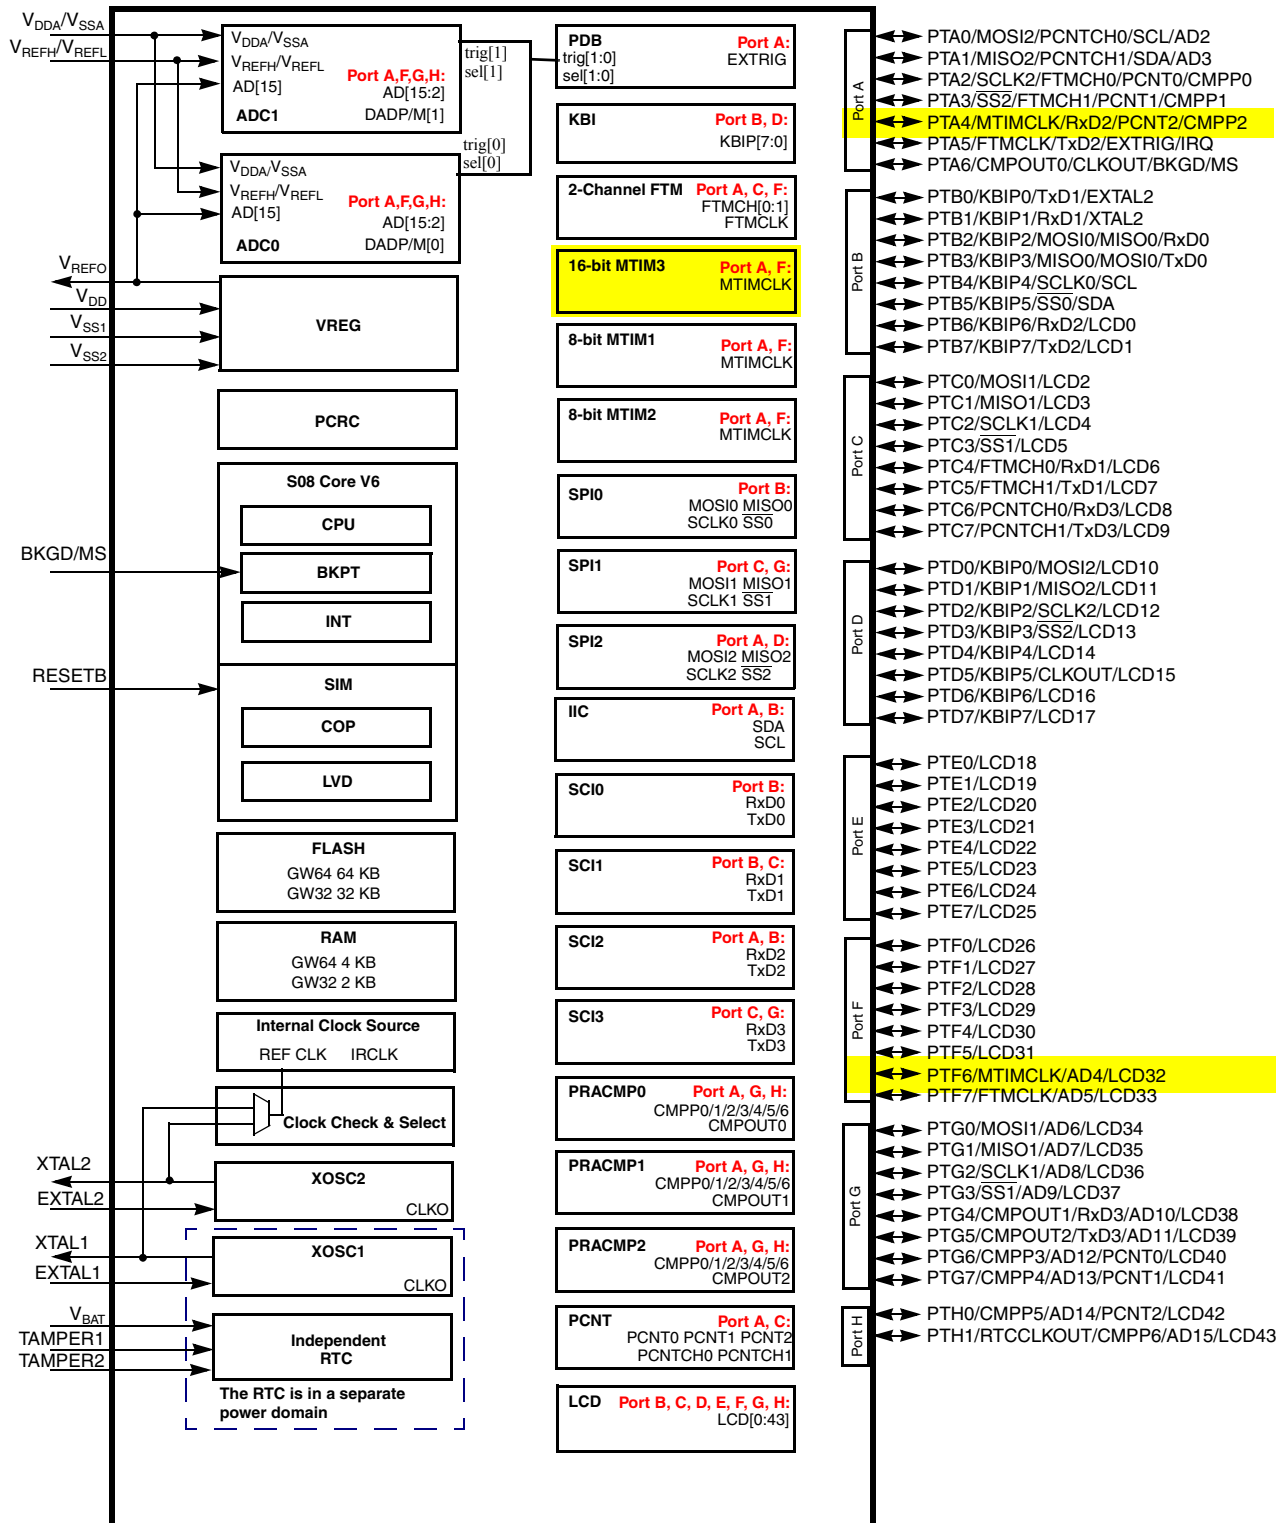 V_DDA/V_SSA
V_REFH/V_REFL
V_REFO
V_DD
V_SS1
V_SS2
BKGD/MS
RESETB
XTAL2
EXTAL2
XTAL1
EXTAL1
V_BAT
TAMPER1
TAMPER2
V_DDA/V_SSA
V_REFH/V_REFL
Port A,F,G,H:
AD[15]
AD[15:2]
ADC1
DADP/M[1]
trig[1]
sel[1]
trig[0]
sel[0]
V_DDA/V_SSA
V_REFH/V_REFL
Port A,F,G,H:
AD[15]
AD[15:2]
ADC0
DADP/M[0]
VREG
PCRC
S08 Core V6
CPU
BKPT
INT
SIM
COP
LVD
FLASH
GW64 64 KB
GW32 32 KB
RAM
GW64 4 KB
GW32 2 KB
Internal Clock Source
REF CLK IRCLK
Clock Check & Select
XOSC2
CLKO
XOSC1
CLKO
Independent
RTC
The RTC is in a separate
power domain
PDB Port A:
trig[1:0] EXTRIG
sel[1:0]
KBI Port B, D:
KBIP[7:0]
2-Channel FTM Port A, C, F:
FTMCH[0:1]
FTMCLK
16-bit MTIM3 Port A, F:
MTIMCLK
8-bit MTIM1 Port A, F:
MTIMCLK
8-bit MTIM2 Port A, F:
MTIMCLK
SPI0 Port B:
MOSI0 MISO0
SCLK0 SS0
SPI1 Port C, G:
MOSI1 MISO1
SCLK1 SS1
SPI2 Port A, D:
MOSI2 MISO2
SCLK2 SS2
IIC Port A, B:
SDA
SCL
SCI0 Port B:
RxD0
TxD0
SCI1 Port B, C:
RxD1
TxD1
SCI2 Port A, B:
RxD2
TxD2
SCI3 Port C, G:
RxD3
TxD3
PRACMP0 Port A, G, H:
CMPP0/1/2/3/4/5/6
CMPOUT0
PRACMP1 Port A, G, H:
CMPP0/1/2/3/4/5/6
CMPOUT1
PRACMP2 Port A, G, H:
CMPP0/1/2/3/4/5/6
CMPOUT2
PCNT Port A, C:
PCNT0 PCNT1 PCNT2
PCNTCH0 PCNTCH1
LCD Port B, C, D, E, F, G, H:
LCD[0:43]
Port A
PTA0/MOSI2/PCNTCH0/SCL/AD2
PTA1/MISO2/PCNTCH1/SDA/AD3
PTA2/SCLK2/FTMCH0/PCNT0/CMPP0
PTA3/SS2/FTMCH1/PCNT1/CMPP1
PTA4/MTIMCLK/RxD2/PCNT2/CMPP2
PTA5/FTMCLK/TxD2/EXTRIG/IRQ
PTA6/CMPOUT0/CLKOUT/BKGD/MS
Port B
PTB0/KBIP0/TxD1/EXTAL2
PTB1/KBIP1/RxD1/XTAL2
PTB2/KBIP2/MOSI0/MISO0/RxD0
PTB3/KBIP3/MISO0/MOSI0/TxD0
PTB4/KBIP4/SCLK0/SCL
PTB5/KBIP5/SS0/SDA
PTB6/KBIP6/RxD2/LCD0
PTB7/KBIP7/TxD2/LCD1
Port C
PTC0/MOSI1/LCD2
PTC1/MISO1/LCD3
PTC2/SCLK1/LCD4
PTC3/SS1/LCD5
PTC4/FTMCH0/RxD1/LCD6
PTC5/FTMCH1/TxD1/LCD7
PTC6/PCNTCH0/RxD3/LCD8
PTC7/PCNTCH1/TxD3/LCD9
Port D
PTD0/KBIP0/MOSI2/LCD10
PTD1/KBIP1/MISO2/LCD11
PTD2/KBIP2/SCLK2/LCD12
PTD3/KBIP3/SS2/LCD13
PTD4/KBIP4/LCD14
PTD5/KBIP5/CLKOUT/LCD15
PTD6/KBIP6/LCD16
PTD7/KBIP7/LCD17
Port E
PTE0/LCD18
PTE1/LCD19
PTE2/LCD20
PTE3/LCD21
PTE4/LCD22
PTE5/LCD23
PTE6/LCD24
PTE7/LCD25
Port F
PTF0/LCD26
PTF1/LCD27
PTF2/LCD28
PTF3/LCD29
PTF4/LCD30
PTF5/LCD31
PTF6/MTIMCLK/AD4/LCD32
PTF7/FTMCLK/AD5/LCD33
Port G
PTG0/MOSI1/AD6/LCD34
PTG1/MISO1/AD7/LCD35
PTG2/SCLK1/AD8/LCD36
PTG3/SS1/AD9/LCD37
PTG4/CMPOUT1/RxD3/AD10/LCD38
PTG5/CMPOUT2/TxD3/AD11/LCD39
PTG6/CMPP3/AD12/PCNT0/LCD40
PTG7/CMPP4/AD13/PCNT1/LCD41
Port H
PTH0/CMPP5/AD14/PCNT2/LCD42
PTH1/RTCCLKOUT/CMPP6/AD15/LCD43